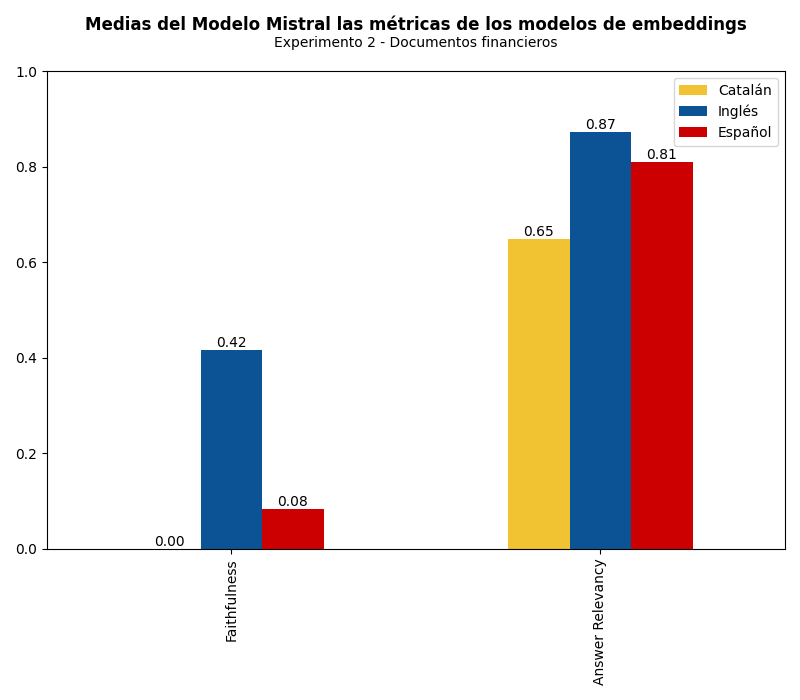 Medias del Modelo Mistral las métricas de los modelos de embeddings
Experimento 2 - Documentos financieros
1.0
0.8
0.6
0.4
0.2
0.0
Catalán
Inglés
Español
0.00
0.42
0.08
0.65
0.87
0.81
Faithfulness
Answer Relevancy